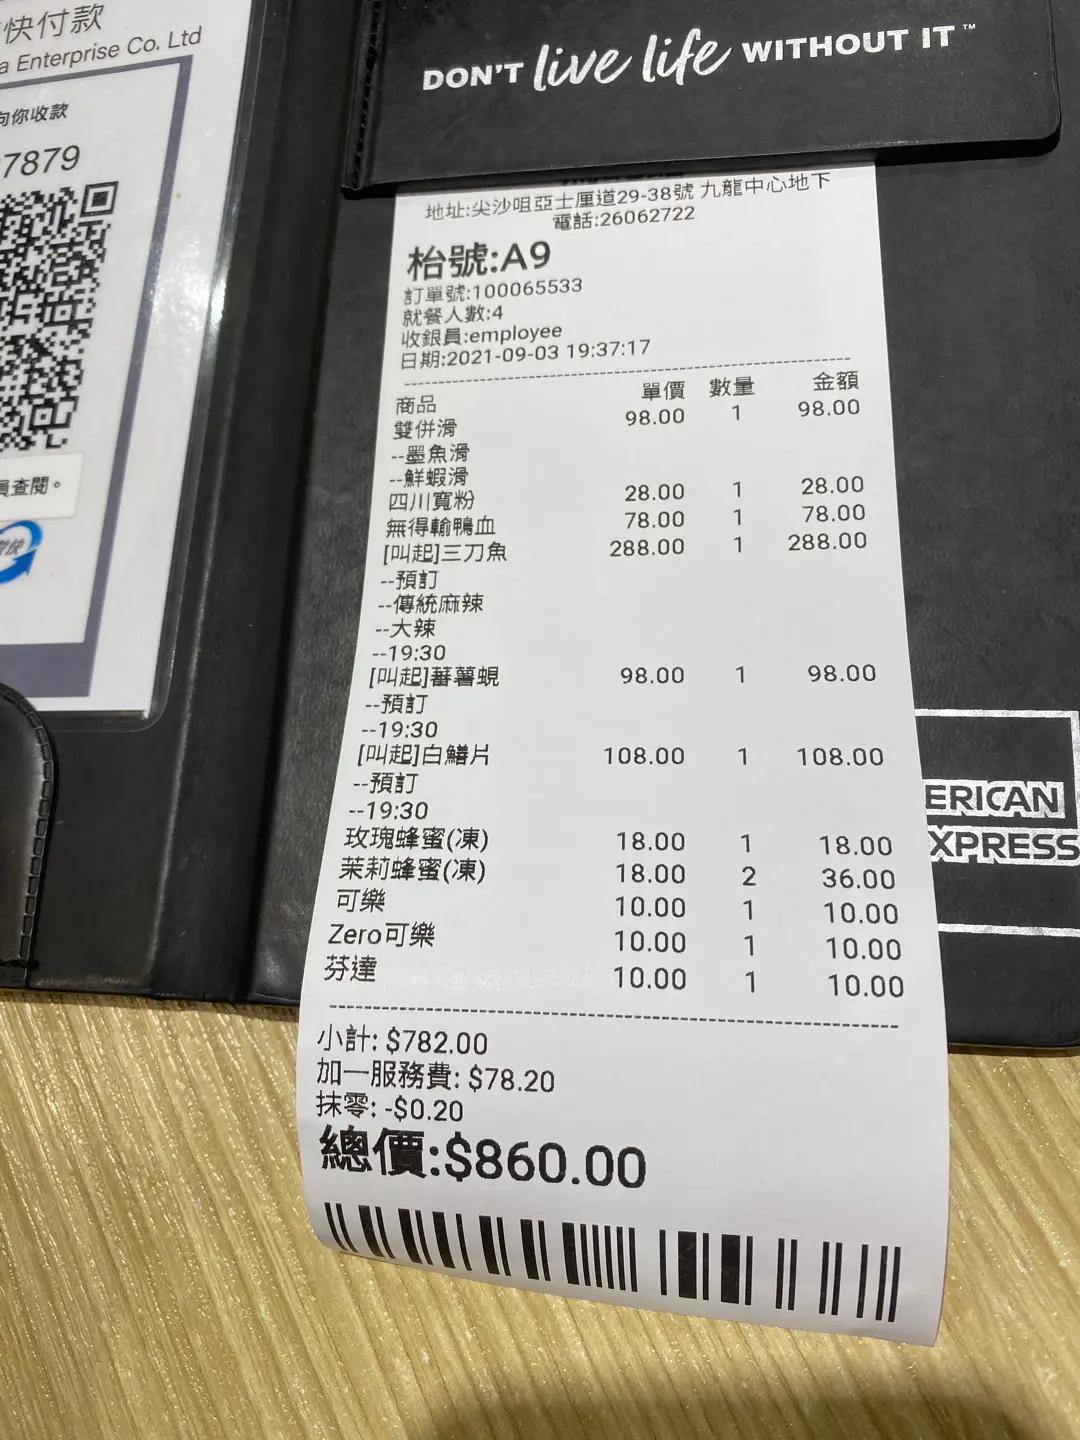 快付款
a Enterprise Co. Ltd
向你收款
7879
員查閱。
DON'T live life WITHOUT IT™
地址:尖沙咀亞士厘道29-38號 九龍中心地下
電話:26062722
枱號:A9
訂單號:100065533
就餐人數:4
收銀員:employee
日期:2021-09-03 19:37:17
商品 單價 數量 金額
雙併滑 98.00 1 98.00
--墨魚滑
--鮮蝦滑
四川寬粉 28.00 1 28.00
無得輸鴨血 78.00 1 78.00
[叫起]三刀魚 288.00 1 288.00
--預訂
--傳統麻辣
--大辣
--19:30
[叫起]蕃薯蜆 98.00 1 98.00
--預訂
--19:30
[叫起]白鱔片 108.00 1 108.00
--預訂
--19:30
玫瑰蜂蜜(凍) 18.00 1 18.00
茉莉蜂蜜(凍) 18.00 2 36.00
可樂 10.00 1 10.00
Zero可樂 10.00 1 10.00
芬達 10.00 1 10.00
小計: $782.00
加一服務費: $78.20
抹零: -$0.20
總價:$860.00
ERICAN
XPRESS